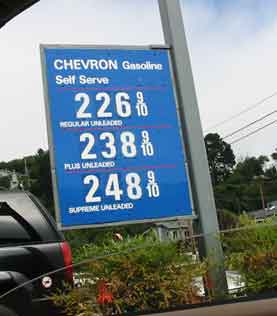 CHEVRON Gasoline
Self Serve
226 9/10
REGULAR UNLEADED
238 9/10
PLUS UNLEADED
248 9/10
SUPREME UNLEADED